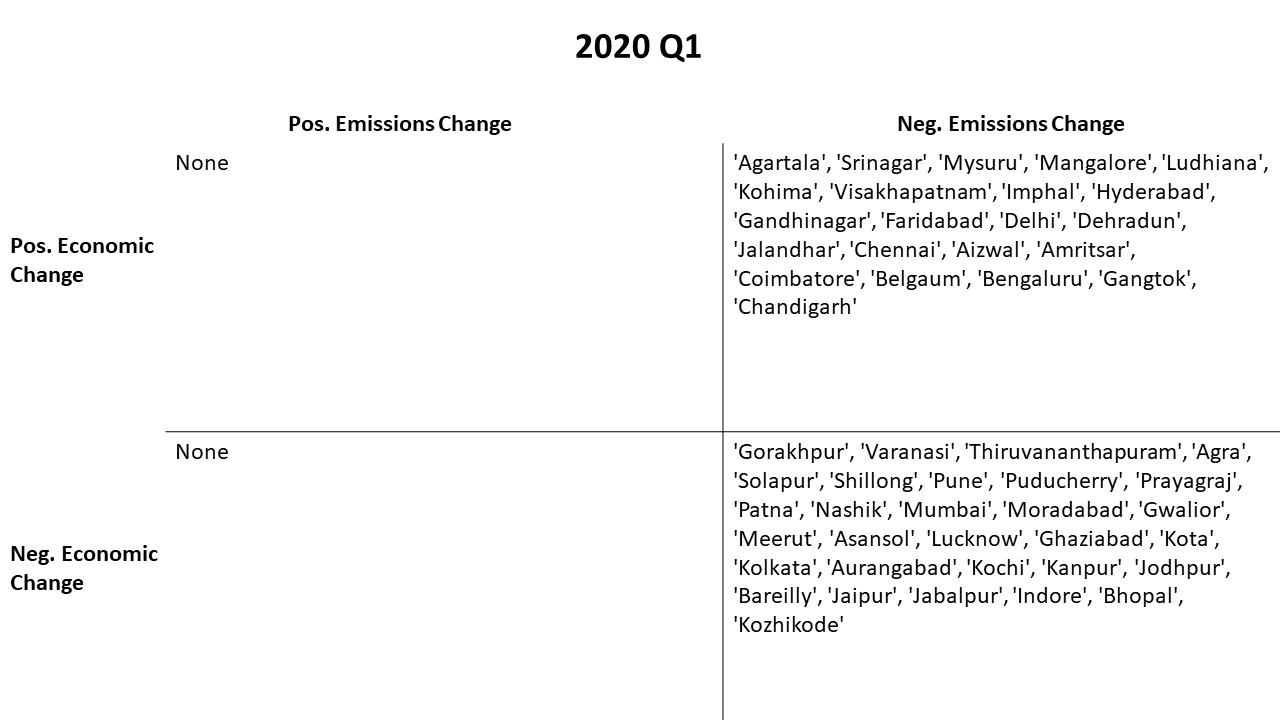 2020 Q1
Pos. Emissions Change
Neg. Emissions Change
Pos. Economic
Change
None
'Agartala', 'Srinagar', 'Mysuru', 'Mangalore', 'Ludhiana',
'Kohima', 'Visakhapatnam', 'Imphal', 'Hyderabad',
'Gandhinagar', 'Faridabad', 'Delhi', 'Dehradun',
'Jalandhar', 'Chennai', 'Aizwal', 'Amritsar',
'Coimbatore', 'Belgaum', 'Bengaluru', 'Gangtok',
'Chandigarh'
Neg. Economic
Change
None
'Gorakhpur', 'Varanasi', 'Thiruvananthapuram', 'Agra',
'Solapur', 'Shillong', 'Pune', 'Puducherry', 'Prayagraj',
'Patna', 'Nashik', 'Mumbai', 'Moradabad', 'Gwalior',
'Meerut', 'Asansol', 'Lucknow', 'Ghaziabad', 'Kota',
'Kolkata', 'Aurangabad', 'Kochi', 'Kanpur', 'Jodhpur',
'Bareilly', 'Jaipur', 'Jabalpur', 'Indore', 'Bhopal',
'Kozhikode'